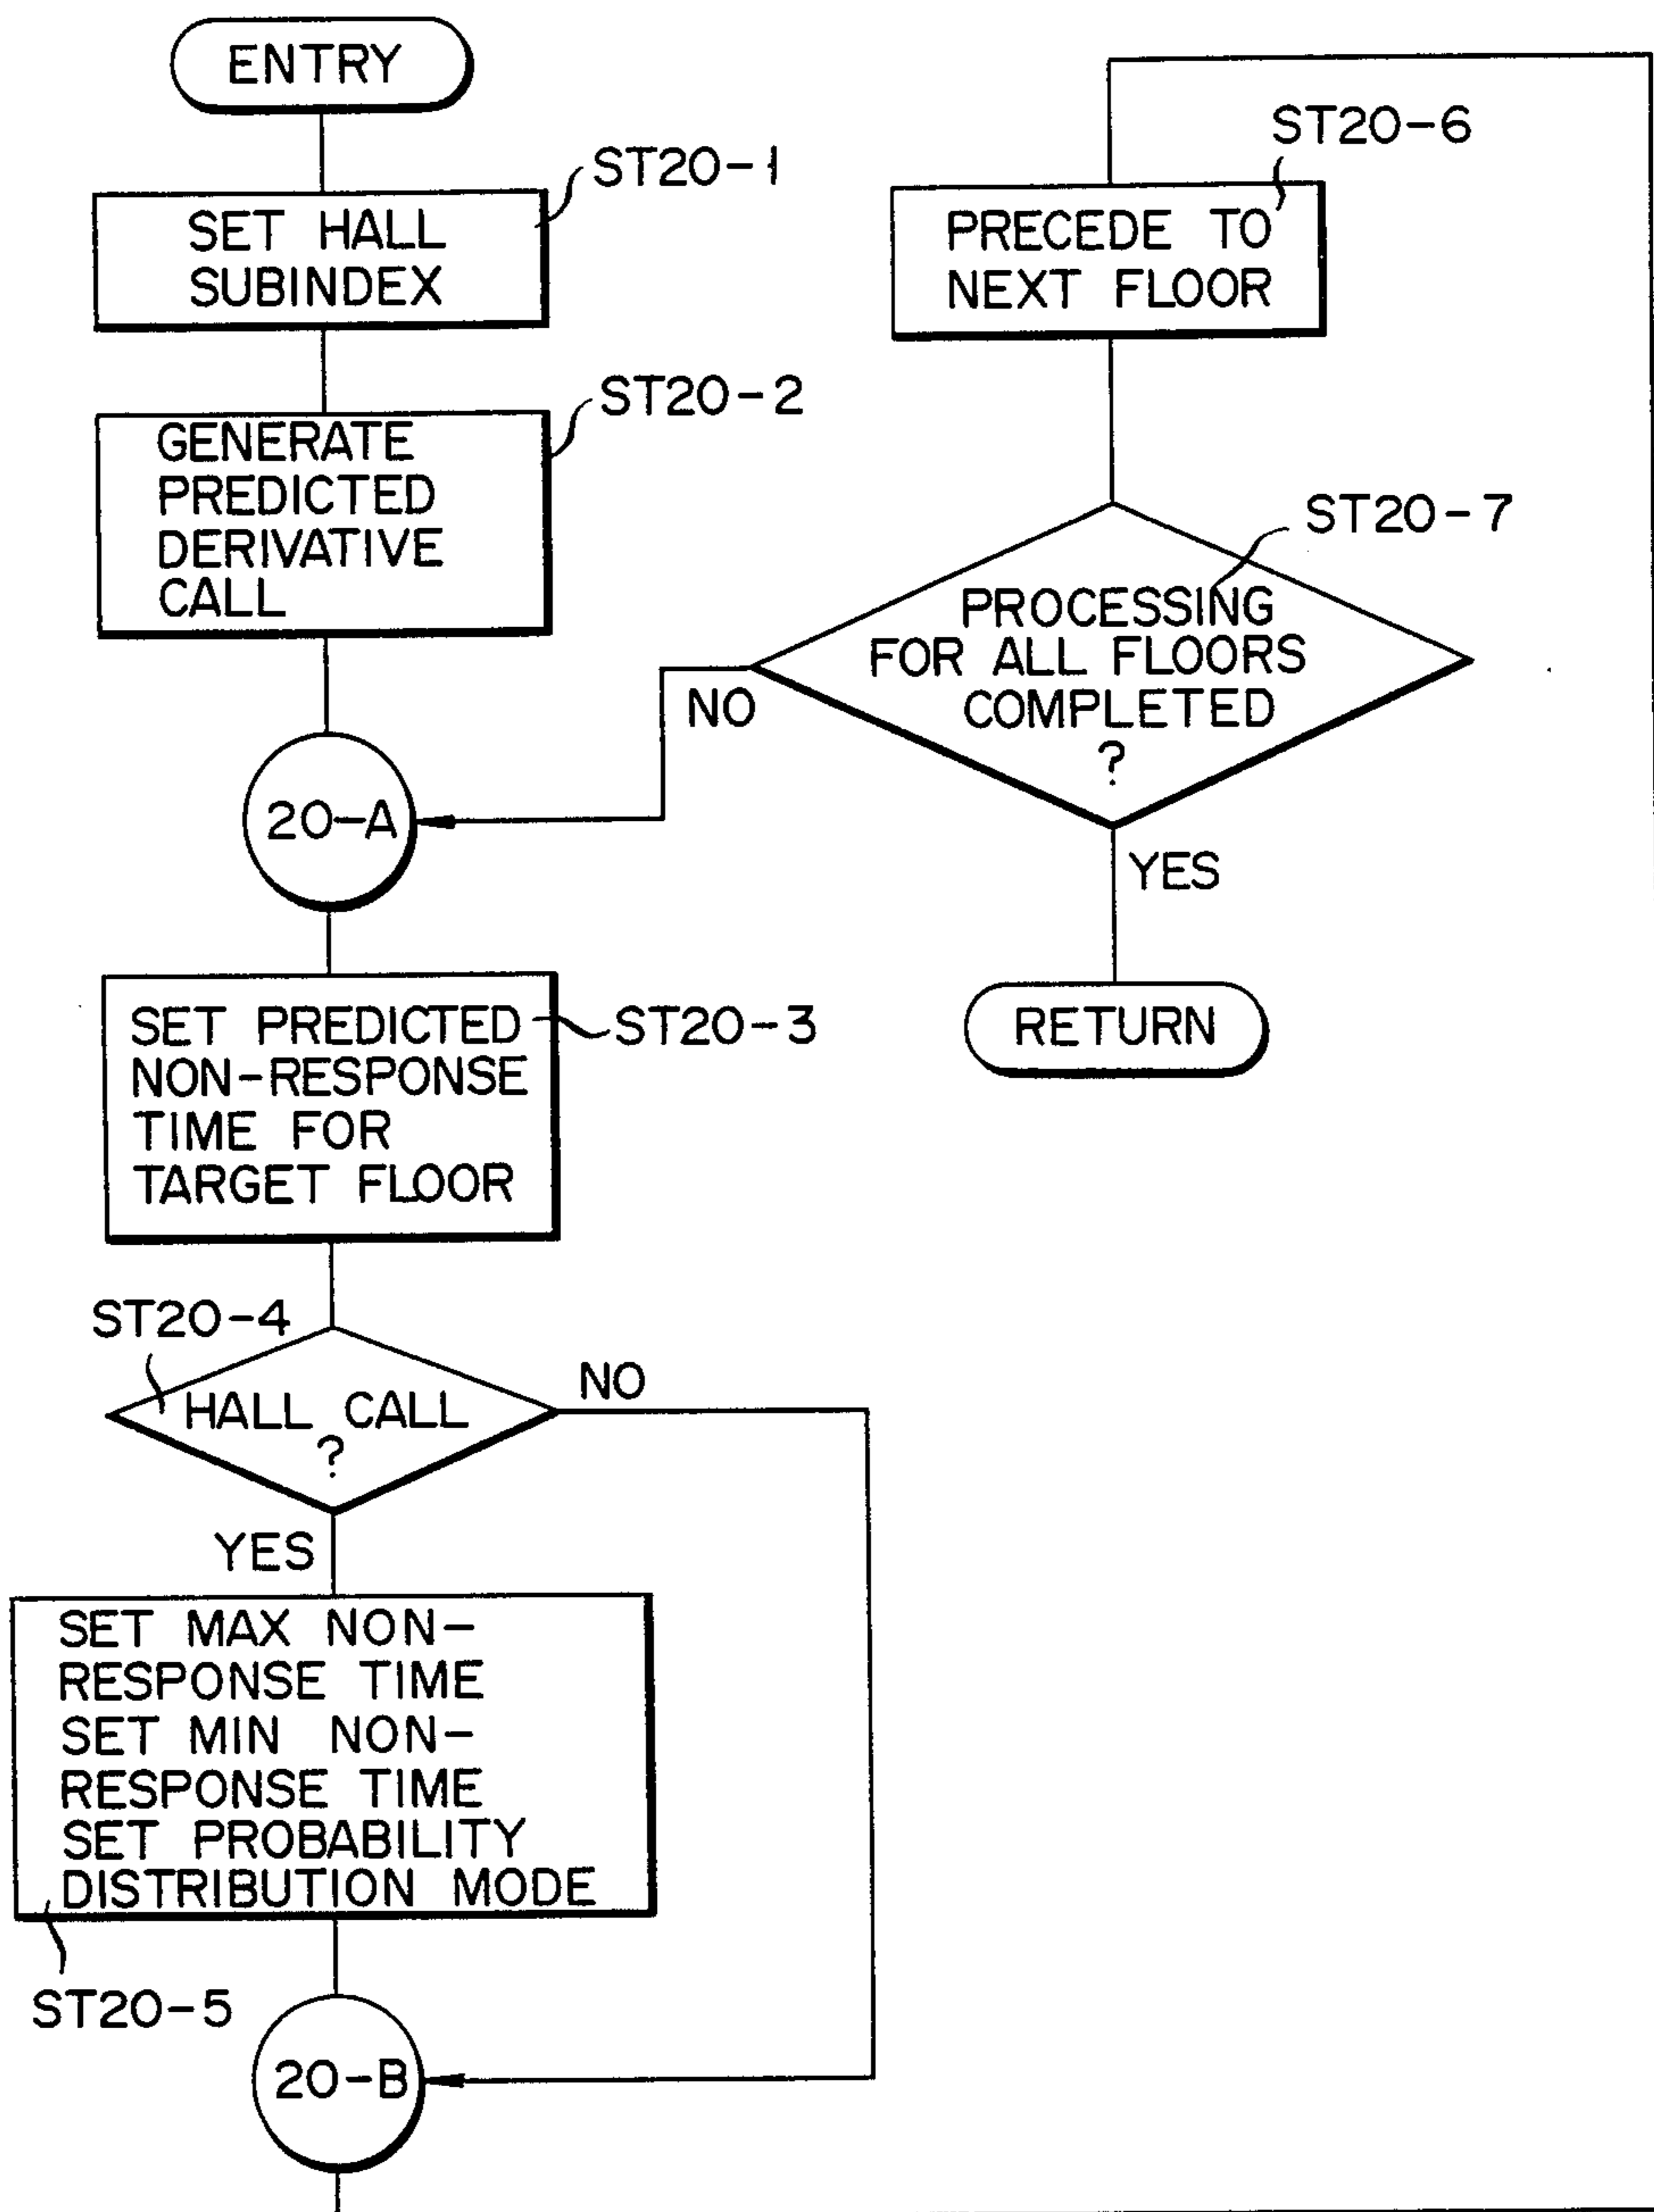 ENTRY
ST20-1
SET HALL
SUBINDEX
ST20-2
GENERATE
PREDICTED
DERIVATIVE
CALL
20-A
SET PREDICTED
NON-RESPONSE
TIME FOR
TARGET FLOOR
ST20-3
ST20-4
HALL CALL
?
NO
YES
SET MAX NON-
RESPONSE TIME
SET MIN NON-
RESPONSE TIME
SET PROBABILITY
DISTRIBUTION MODE
ST20-5
20-B
ST20-6
PRECEDE TO
NEXT FLOOR
ST20-7
PROCESSING
FOR ALL FLOORS
COMPLETED
?
NO
YES
RETURN